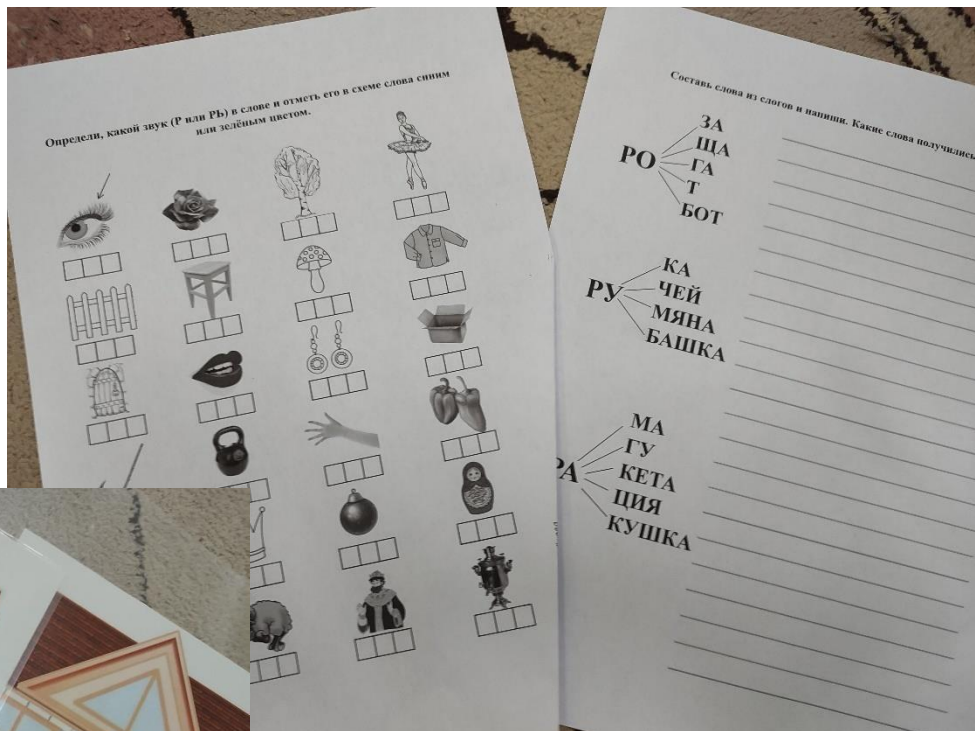 Определи, какой звук (Р или РЬ) в слове и отметь его в схеме слова синим
или зелёным цветом.
Составь слова из слогов и напиши. Какие слова получились
РО
ЗА
ЩА
ГА
Т
БОТ
РУ
КА
ЧЕЙ
МЯНА
БАШКА
РА
МА
ГУ
КЕТА
ЦИЯ
КУШКА